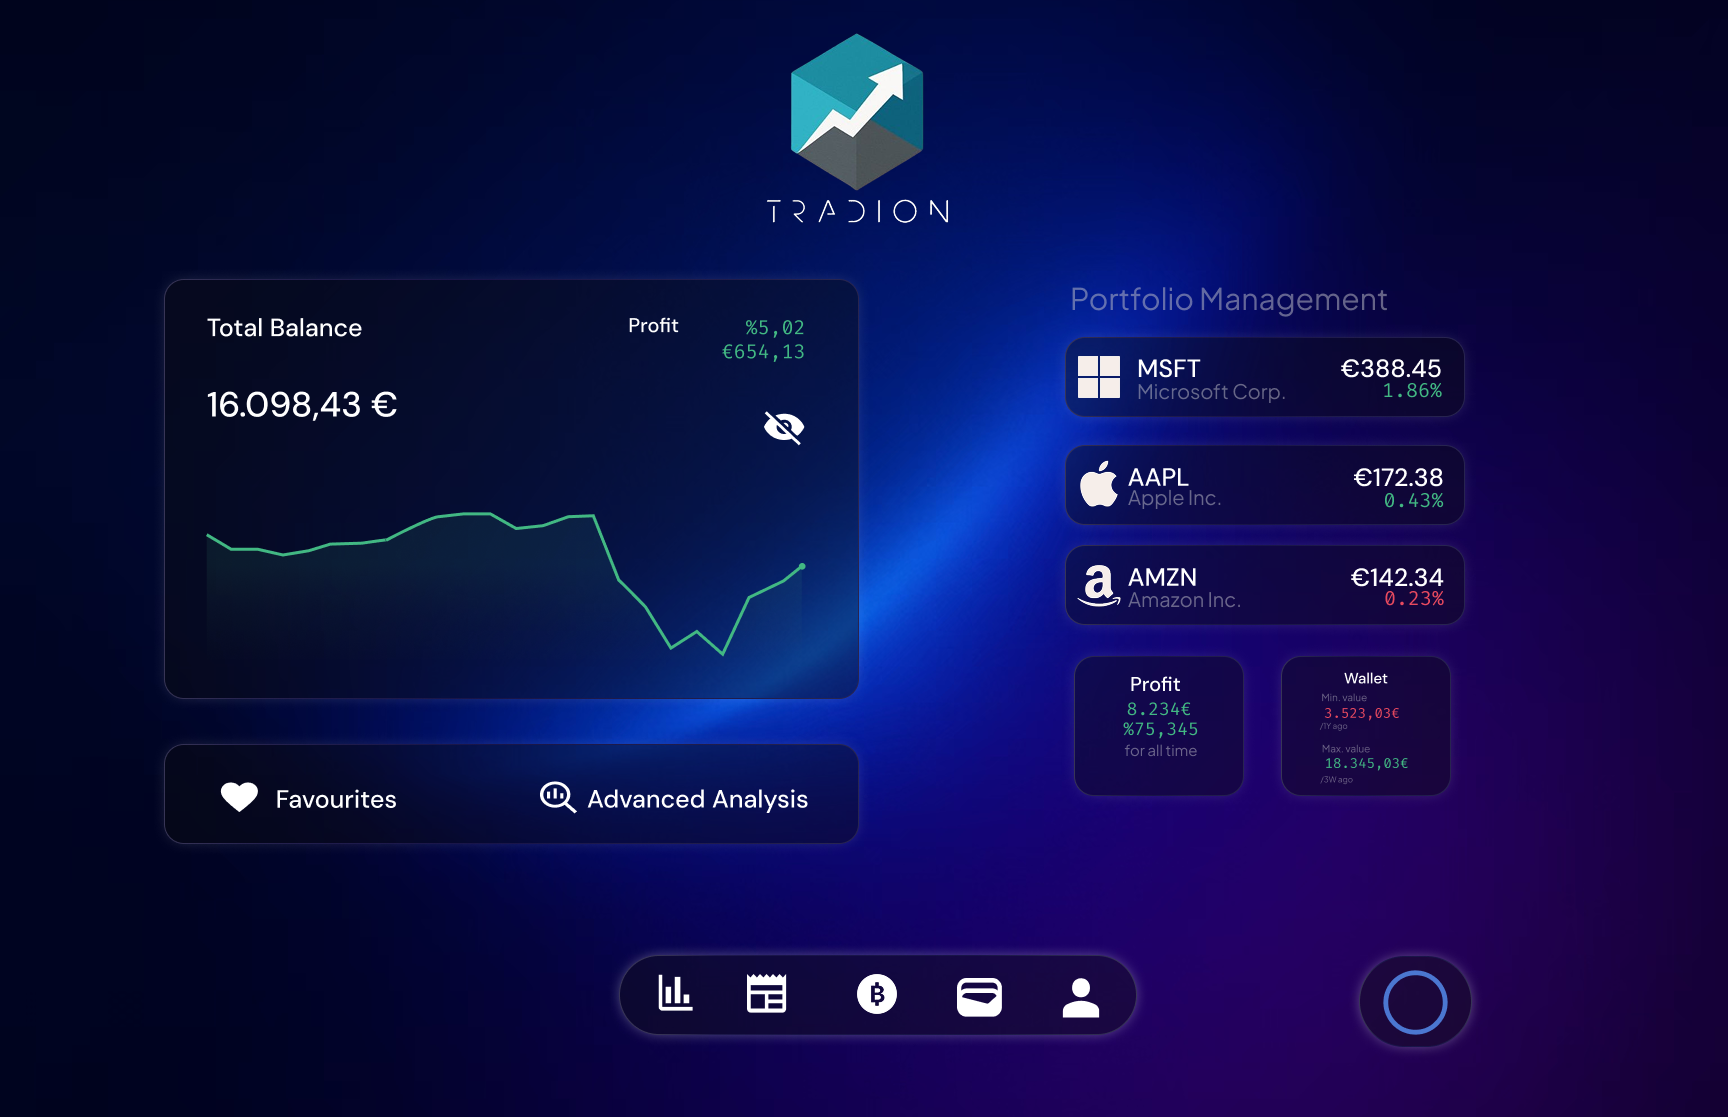 TRADION
Total Balance
Profit
%5,02
€654,13
16.098,43 €
Favourites
Advanced Analysis
Portfolio Management
MSFT
€388.45
Microsoft Corp.
1.86%
AAPL
€172.38
Apple Inc.
0.43%
AMZN
€142.34
Amazon Inc.
0.23%
Profit
8.234€
%75,345
for all time
Wallet
Min. value
3.523,03€
/1Y ago
Max. value
18.345,03€
/3W ago